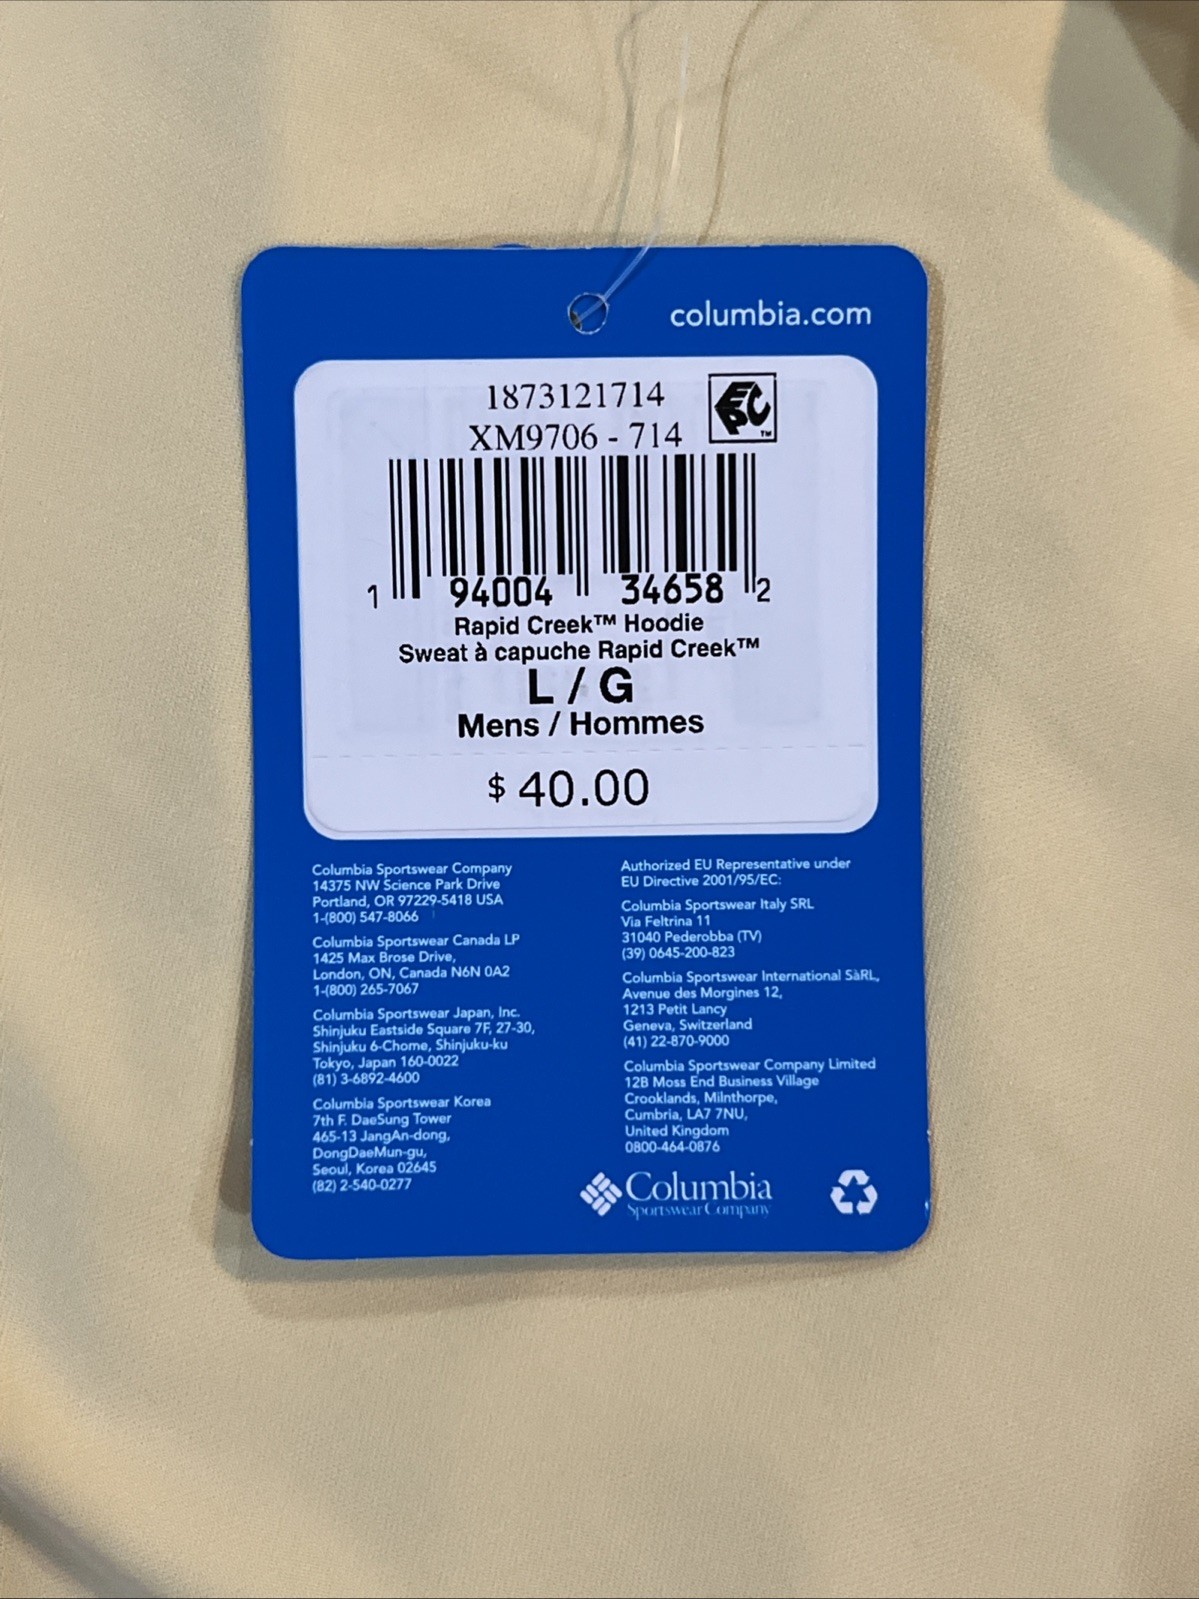 columbia.com
1873121714
XM9706 - 714
EPC™
1 94004 34658 2
Rapid Creek™ Hoodie
Sweat à capuche Rapid Creek™
L / G
Mens / Hommes
$ 40.00
Columbia Sportswear Company
14375 NW Science Park Drive
Portland, OR 97229-5418 USA
1-(800) 547-8066
Columbia Sportswear Canada LP
1425 Max Brose Drive,
London, ON, Canada N6N 0A2
1-(800) 265-7067
Columbia Sportswear Japan, Inc.
Shinjuku Eastside Square 7F, 27-30,
Shinjuku 6-Chome, Shinjuku-ku
Tokyo, Japan 160-0022
(81) 3-6892-4600
Columbia Sportswear Korea
7th F. DaeSung Tower
465-13 JangAn-dong,
DongDaeMun-gu,
Seoul, Korea 02645
(82) 2-540-0277
Authorized EU Representative under
EU Directive 2001/95/EC:
Columbia Sportswear Italy SRL
Via Feltrina 11
31040 Pederobba (TV)
(39) 0645-200-823
Columbia Sportswear International SàRL,
Avenue des Morgines 12,
1213 Petit Lancy
Geneva, Switzerland
(41) 22-870-9000
Columbia Sportswear Company Limited
12B Moss End Business Village
Crooklands, Milnthorpe,
Cumbria, LA7 7NU,
United Kingdom
0800-464-0876
Columbia
Sportswear Company